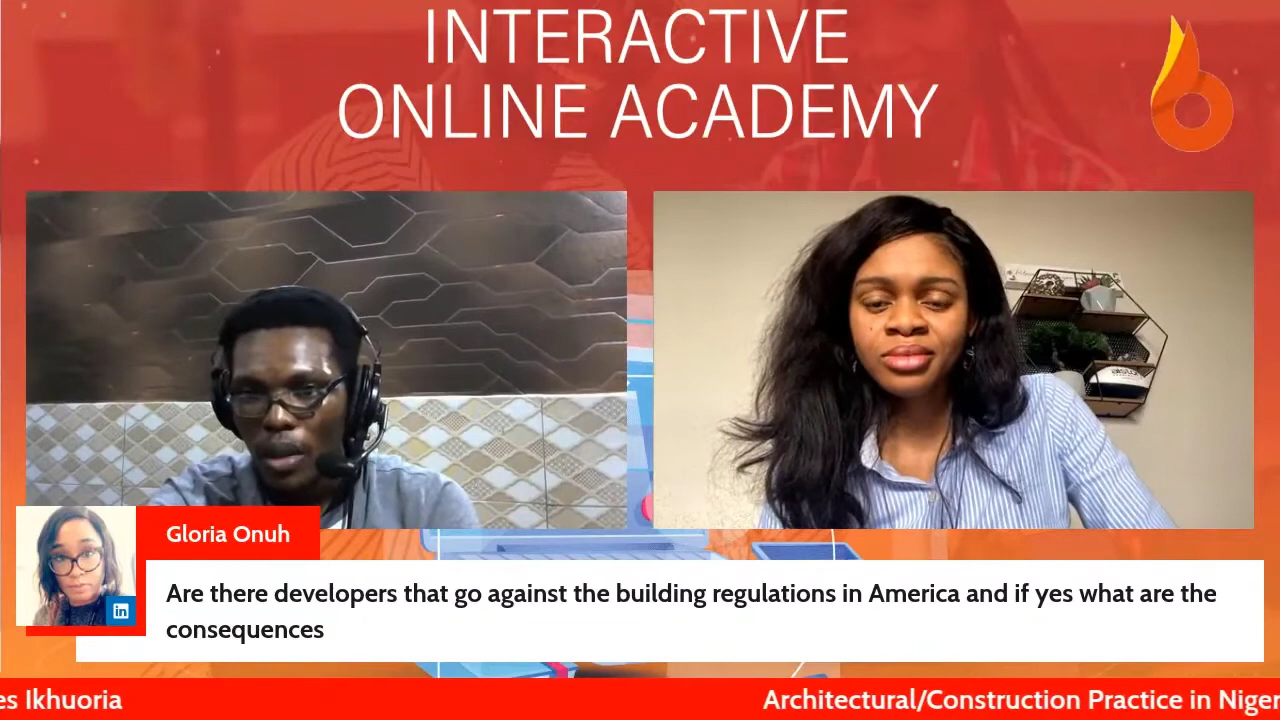 INTERACTIVE
ONLINE ACADEMY
Gloria Onuh
in
Are there developers that go against the building regulations in America and if yes what are the
consequences
es Ikhuoria
Architectural/Construction Practice in Niger